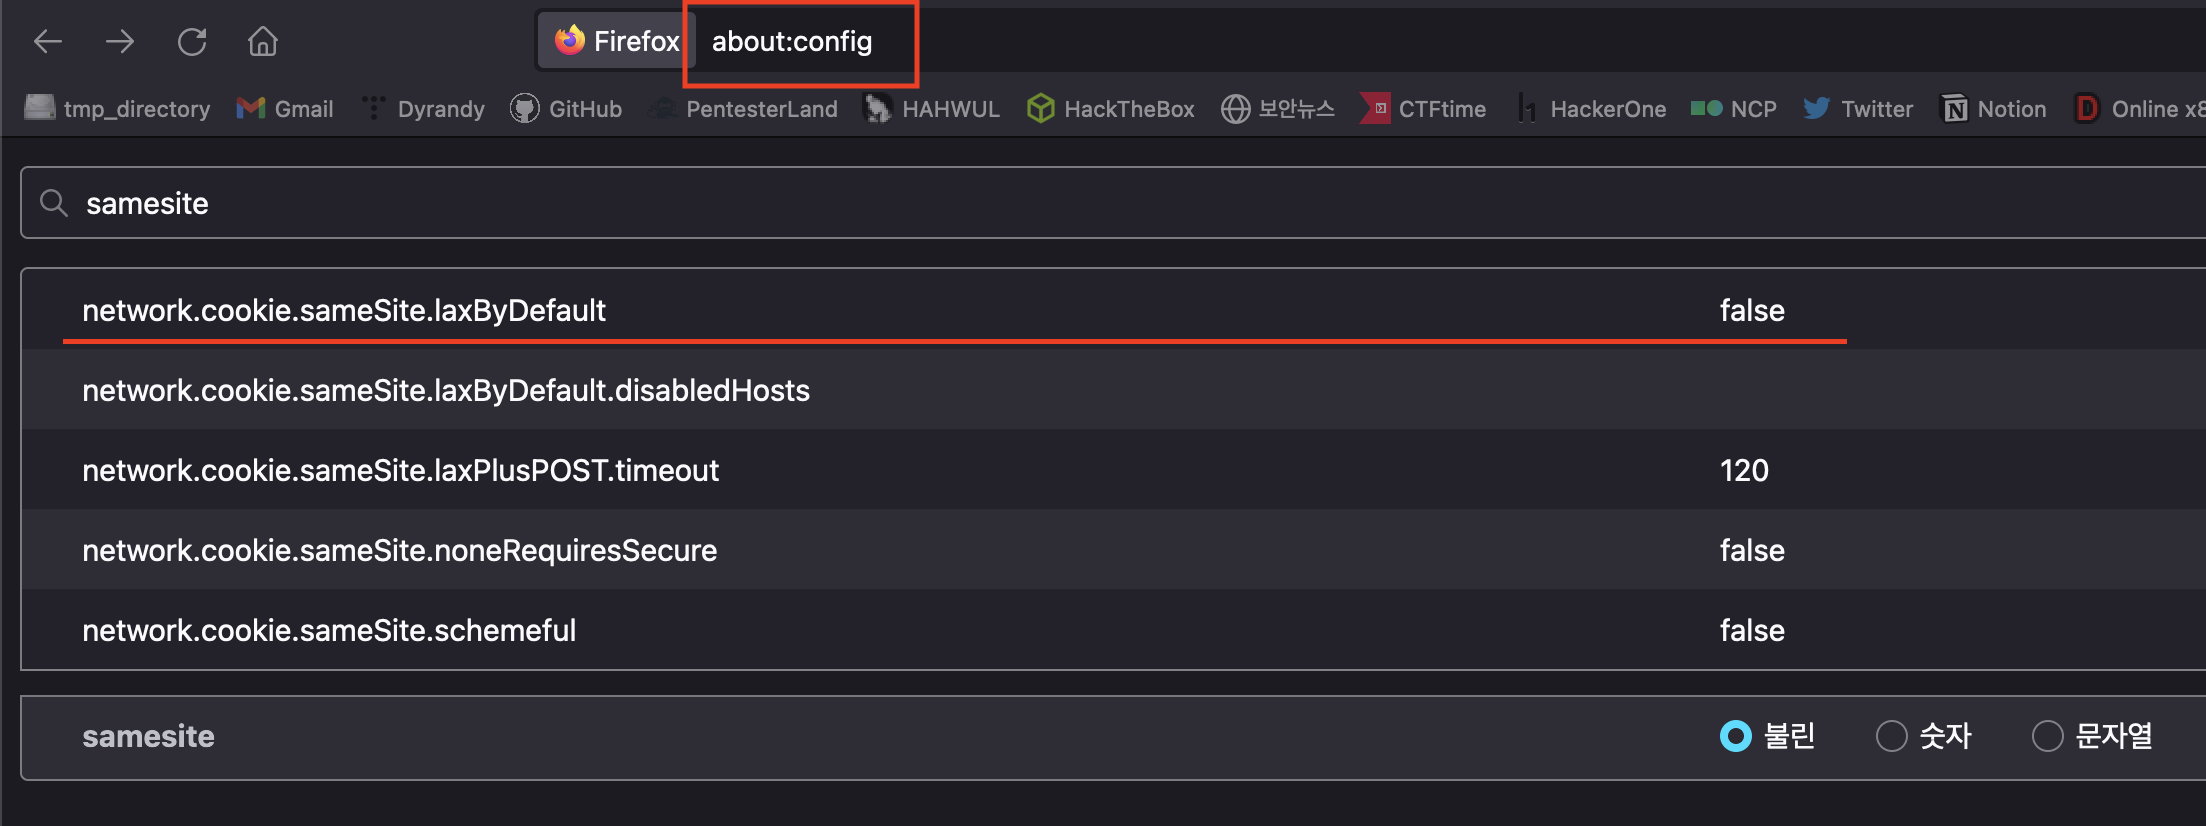 Firefox about:config
tmp_directory Gmail Dyrandy GitHub PentesterLand HAHWUL HackTheBox 보안뉴스 CTFtime HackerOne NCP Twitter Notion Online x8
samesite
network.cookie.sameSite.laxByDefault false
network.cookie.sameSite.laxByDefault.disabledHosts
network.cookie.sameSite.laxPlusPOST.timeout 120
network.cookie.sameSite.noneRequiresSecure false
network.cookie.sameSite.schemeful false
samesite 불린 숫자 문자열